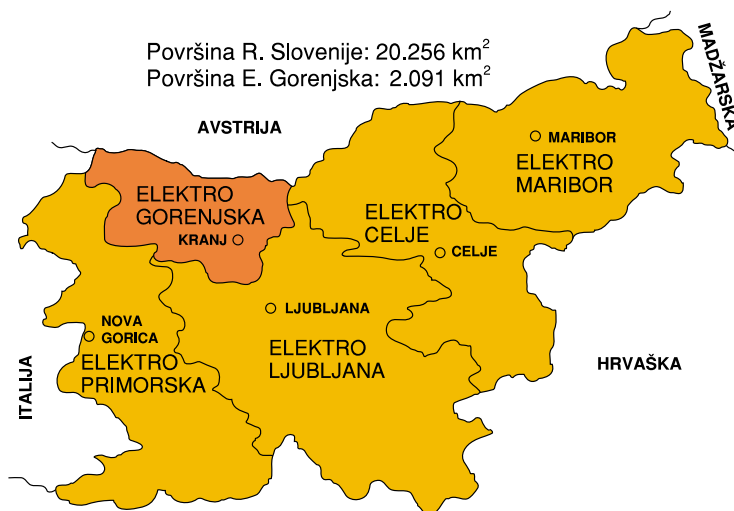 Površina R. Slovenije: 20.256 km²
Površina E. Gorenjska: 2.091 km²
MADŽARSKA
AVSTRIJA
MARIBOR
ELEKTRO
MARIBOR
ELEKTRO
GORENJSKA
KRANJ
ELEKTRO
CELJE
CELJE
LJUBLJANA
NOVA
GORICA
ELEKTRO
LJUBLJANA
ELEKTRO
PRIMORSKA
HRVAŠKA
ITALIJA